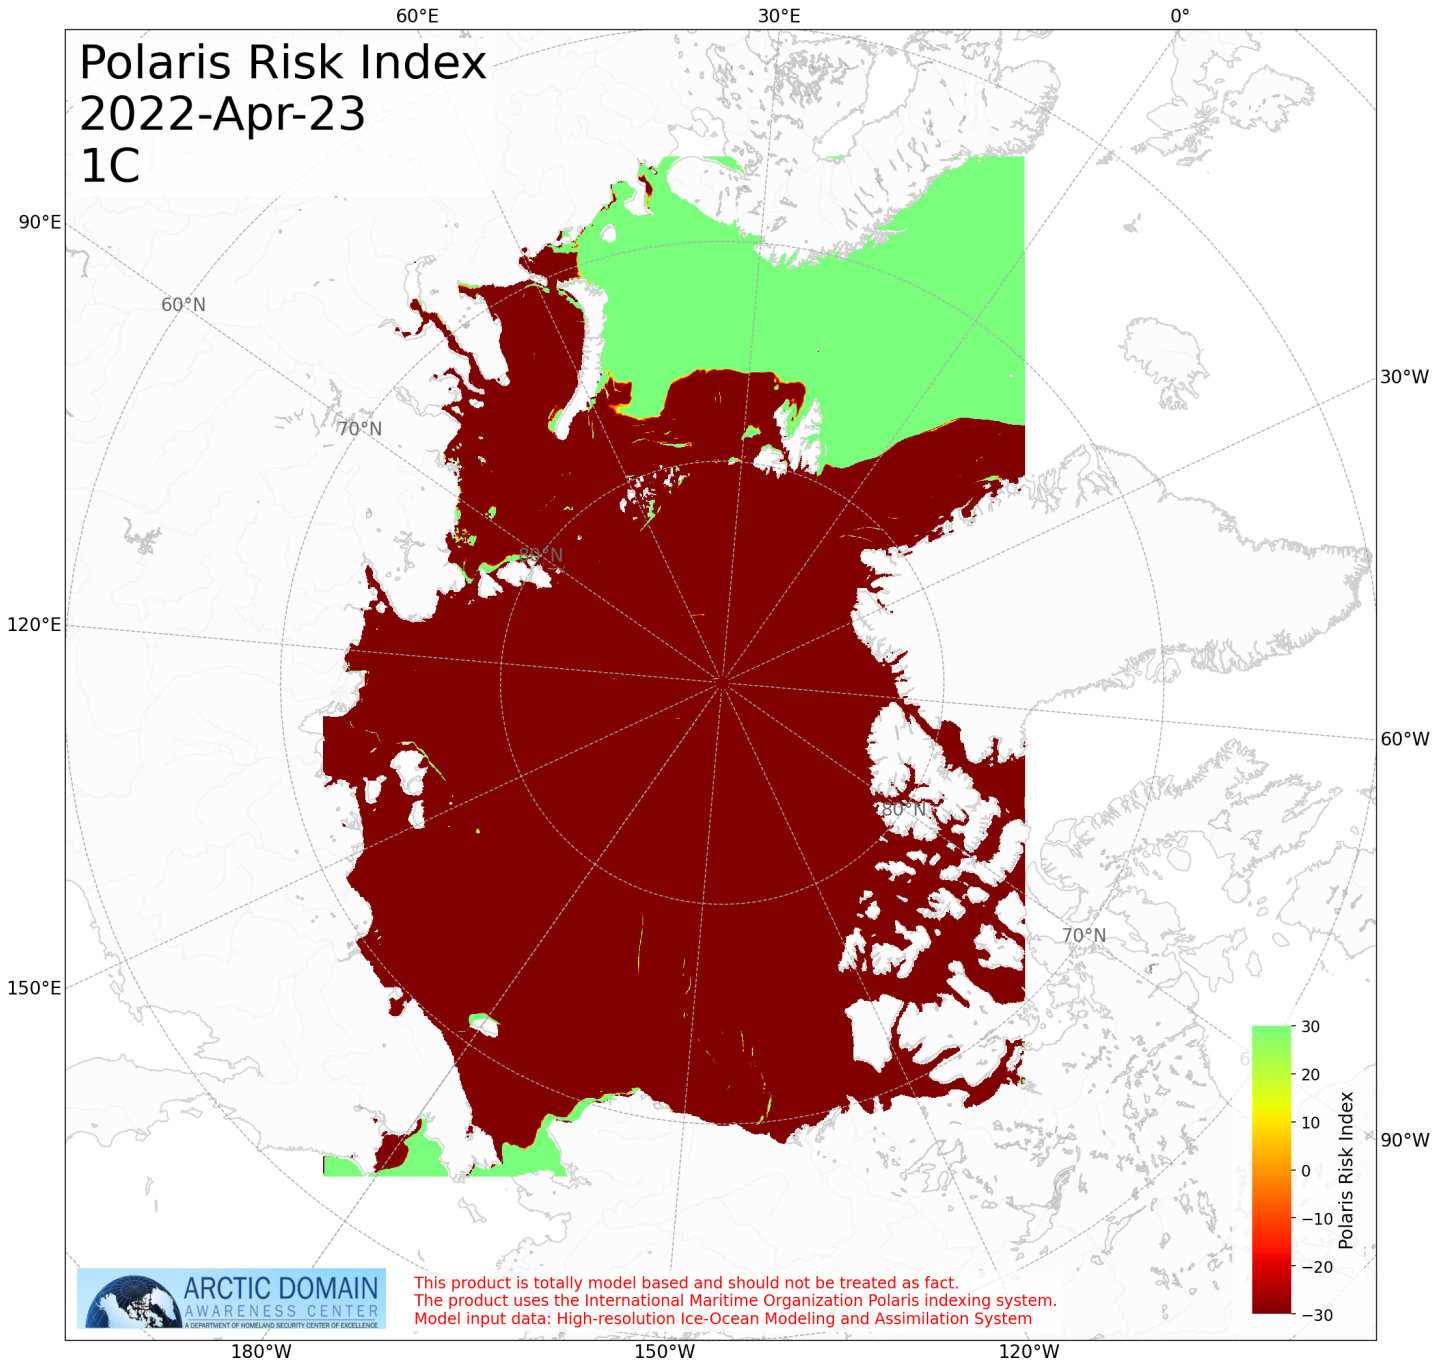 60°E 30°E 0°
Polaris Risk Index
2022-Apr-23
1C
90°E
60°N
30°W
70°N
80°N
120°E
60°W
80°N
70°N
150°E
30
20
10
0
−10
−20
−30
Polaris Risk Index
90°W
ARCTIC DOMAIN
AWARENESS CENTER
A DEPARTMENT OF HOMELAND SECURITY CENTER OF EXCELLENCE
This product is totally model based and should not be treated as fact.
The product uses the International Maritime Organization Polaris indexing system.
Model input data: High-resolution Ice-Ocean Modeling and Assimilation System
180°W 150°W 120°W